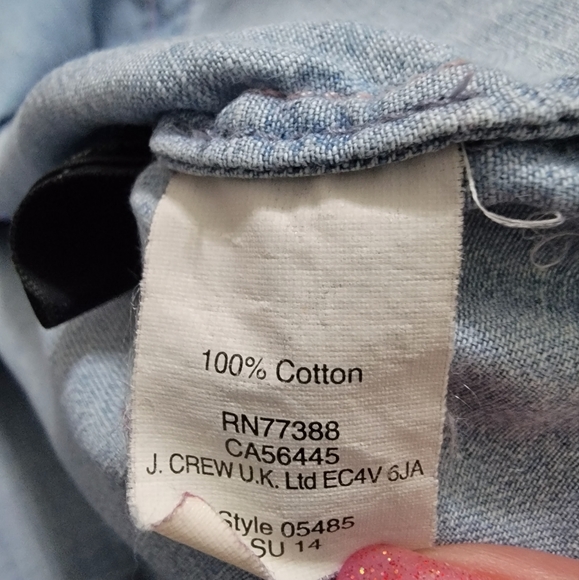 100% Cotton
RN77388
CA56445
J. CREW U.K. Ltd EC4V 6JA
Style 05485
SU 14